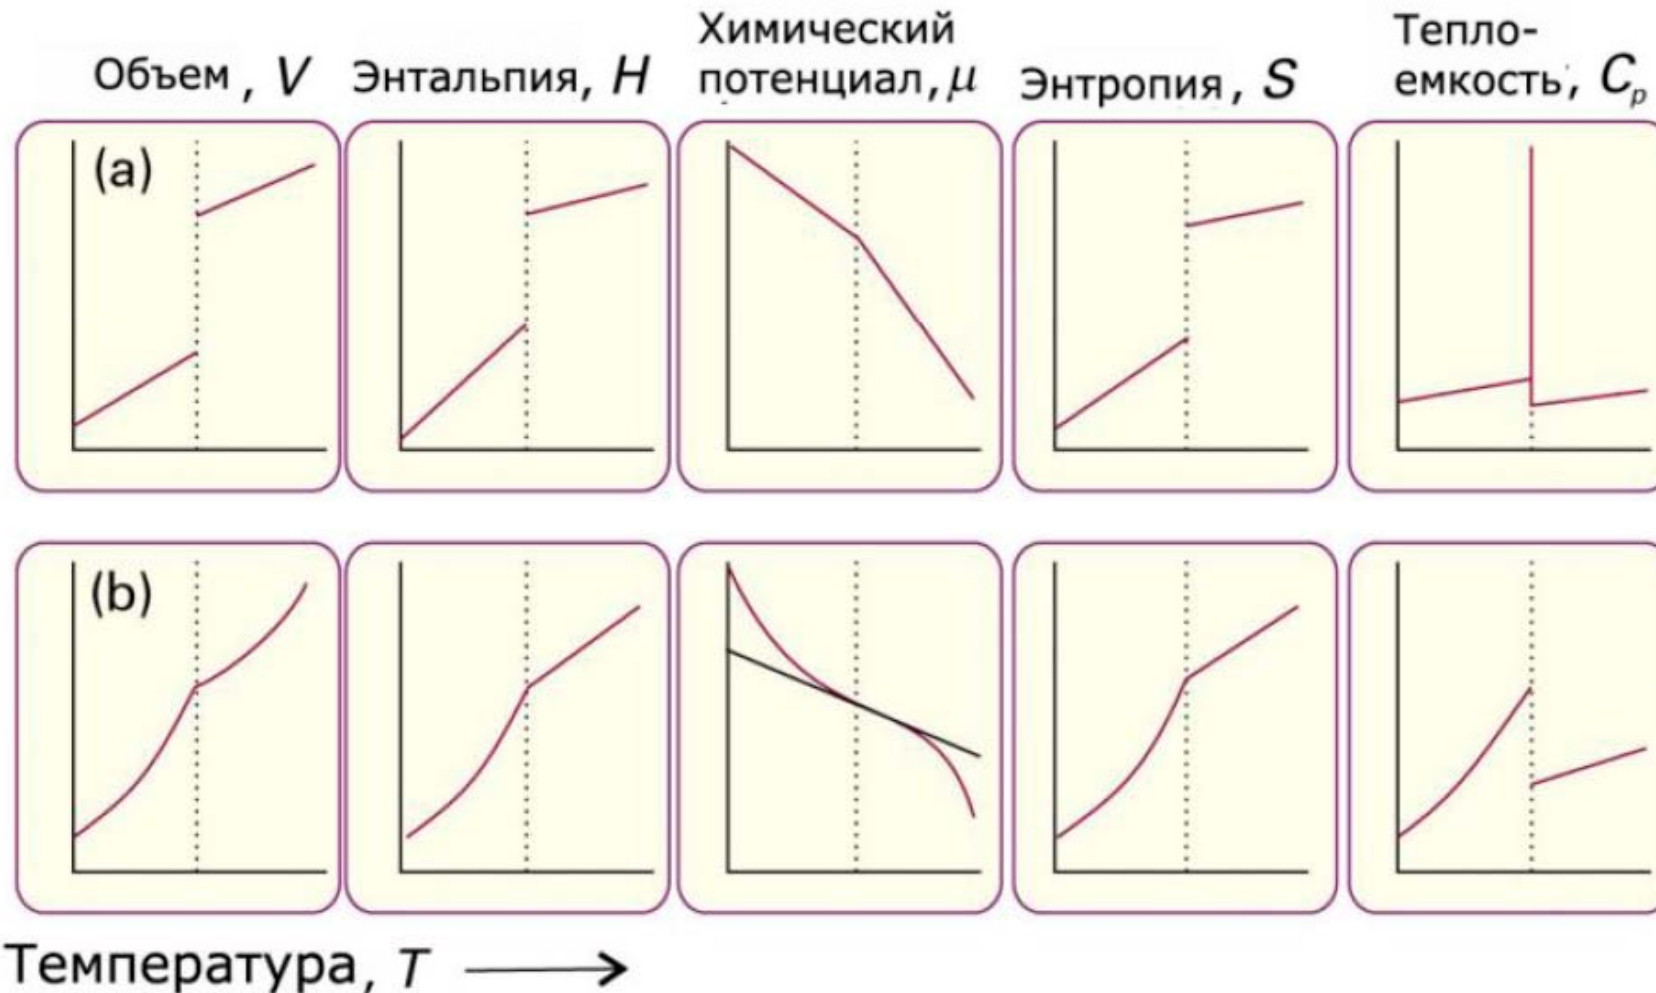 Объем, V
Энтальпия, H
Химический
потенциал, μ
Энтропия, S
Тепло-
емкость, Cₚ
(a)
(b)
Температура, T